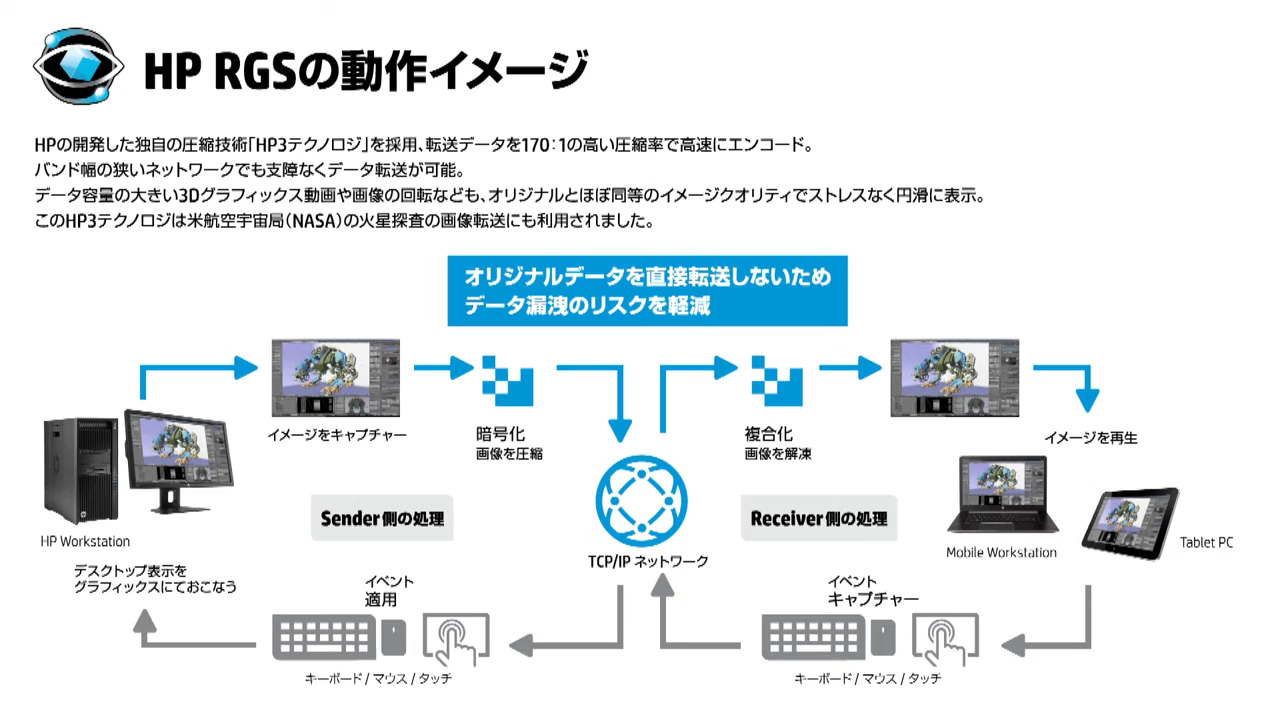 HP RGSの動作イメージ
HPの開発した独自の圧縮技術「HP3テクノロジ」を採用、転送データを170：1の高い圧縮率で高速にエンコード。
バンド幅の狭いネットワークでも支障なくデータ転送が可能。
データ容量の大きい3Dグラフィックス動画や画像の回転なども、オリジナルとほぼ同等のイメージクオリティでストレスなく円滑に表示。
このHP3テクノロジは米航空宇宙局（NASA）の火星探査の画像転送にも利用されました。
オリジナルデータを直接転送しないため
データ漏洩のリスクを軽減
イメージをキャプチャー
暗号化
画像を圧縮
複合化
画像を解凍
イメージを再生
Sender側の処理
Receiver側の処理
HP Workstation
TCP/IP ネットワーク
Mobile Workstation
Tablet PC
デスクトップ表示を
グラフィックスにておこなう
イベント
適用
イベント
キャプチャー
キーボード / マウス / タッチ
キーボード / マウス / タッチ